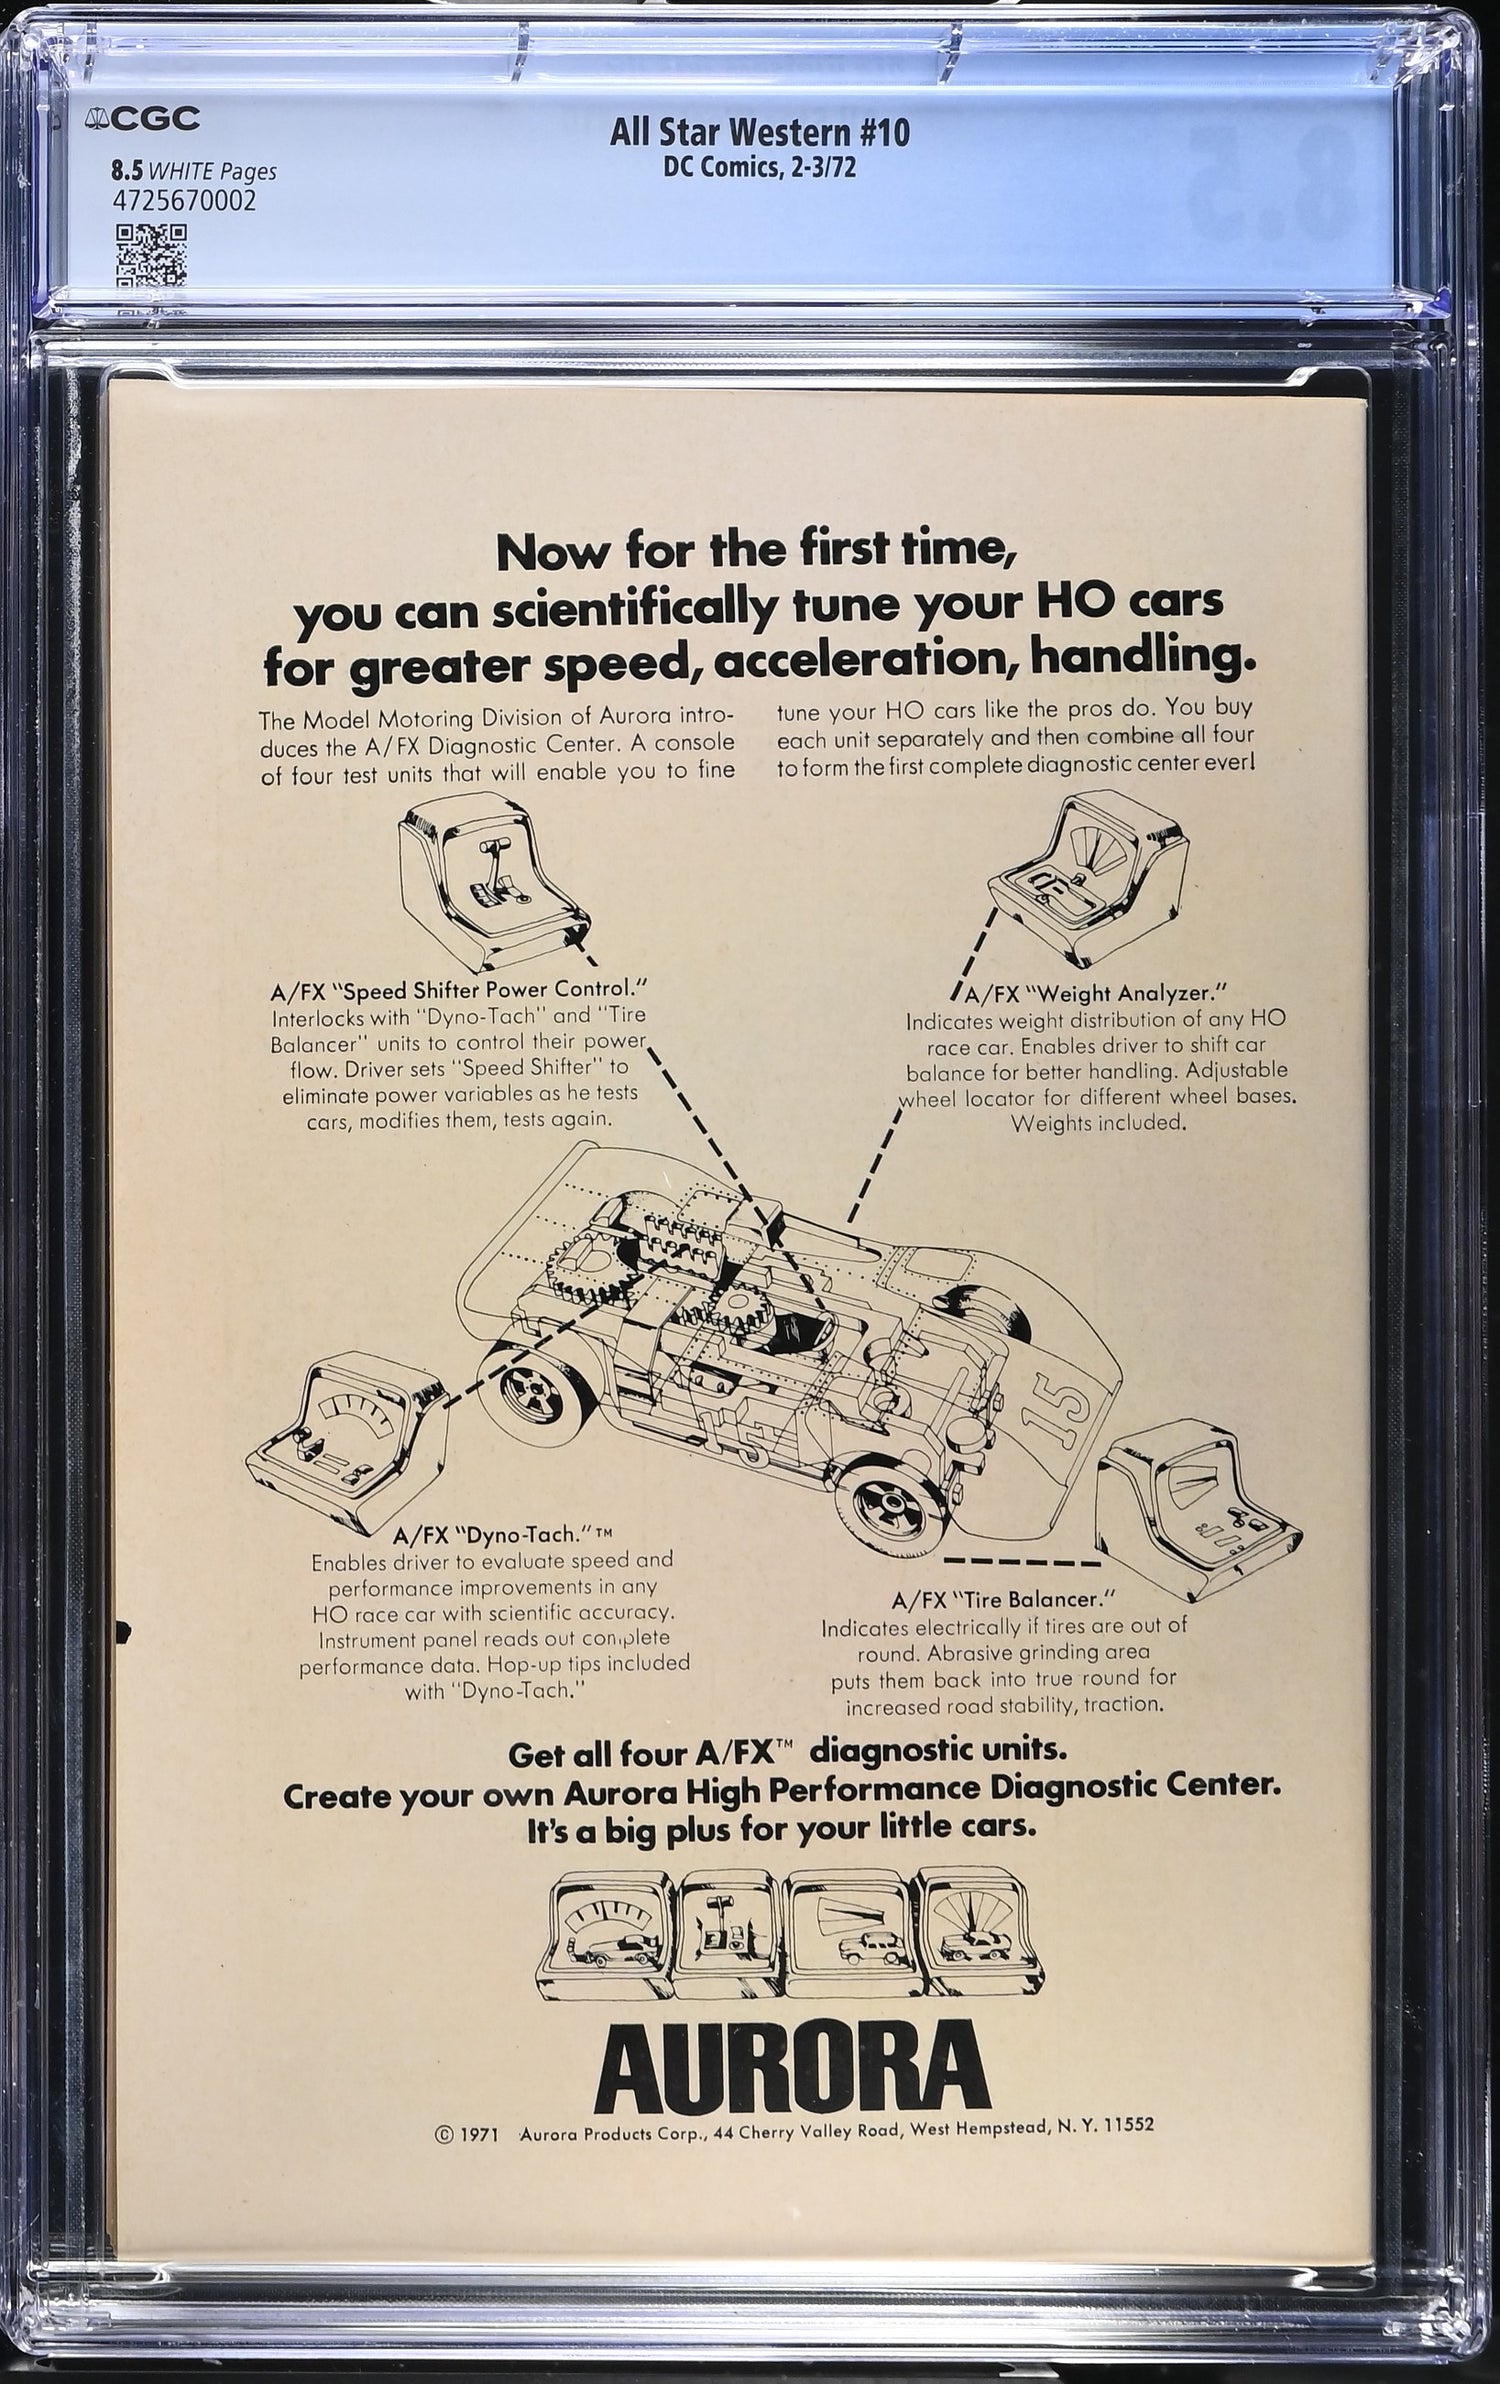 CGC
8.5 WHITE Pages
4725670002
All Star Western #10
DC Comics, 2-3/72
8.5
Now for the first time,
you can scientifically tune your HO cars
for greater speed, acceleration, handling.
The Model Motoring Division of Aurora intro-
duces the A/FX Diagnostic Center. A console
of four test units that will enable you to fine
tune your HO cars like the pros do. You buy
each unit separately and then combine all four
to form the first complete diagnostic center ever!
A/FX "Speed Shifter Power Control."
Interlocks with "Dyno-Tach" and "Tire
Balancer" units to control their power
flow. Driver sets "Speed Shifter" to
eliminate power variables as he tests
cars, modifies them, tests again.
A/FX "Weight Analyzer."
Indicates weight distribution of any HO
race car. Enables driver to shift car
balance for better handling. Adjustable
wheel locator for different wheel bases.
Weights included.
15
15
A/FX "Dyno-Tach."™
Enables driver to evaluate speed and
performance improvements in any
HO race car with scientific accuracy.
Instrument panel reads out complete
performance data. Hop-up tips included
with "Dyno-Tach."
A/FX "Tire Balancer."
Indicates electrically if tires are out of
round. Abrasive grinding area
puts them back into true round for
increased road stability, traction.
Get all four A/FX™ diagnostic units.
Create your own Aurora High Performance Diagnostic Center.
It's a big plus for your little cars.
AURORA
© 1971 Aurora Products Corp., 44 Cherry Valley Road, West Hempstead, N. Y. 11552